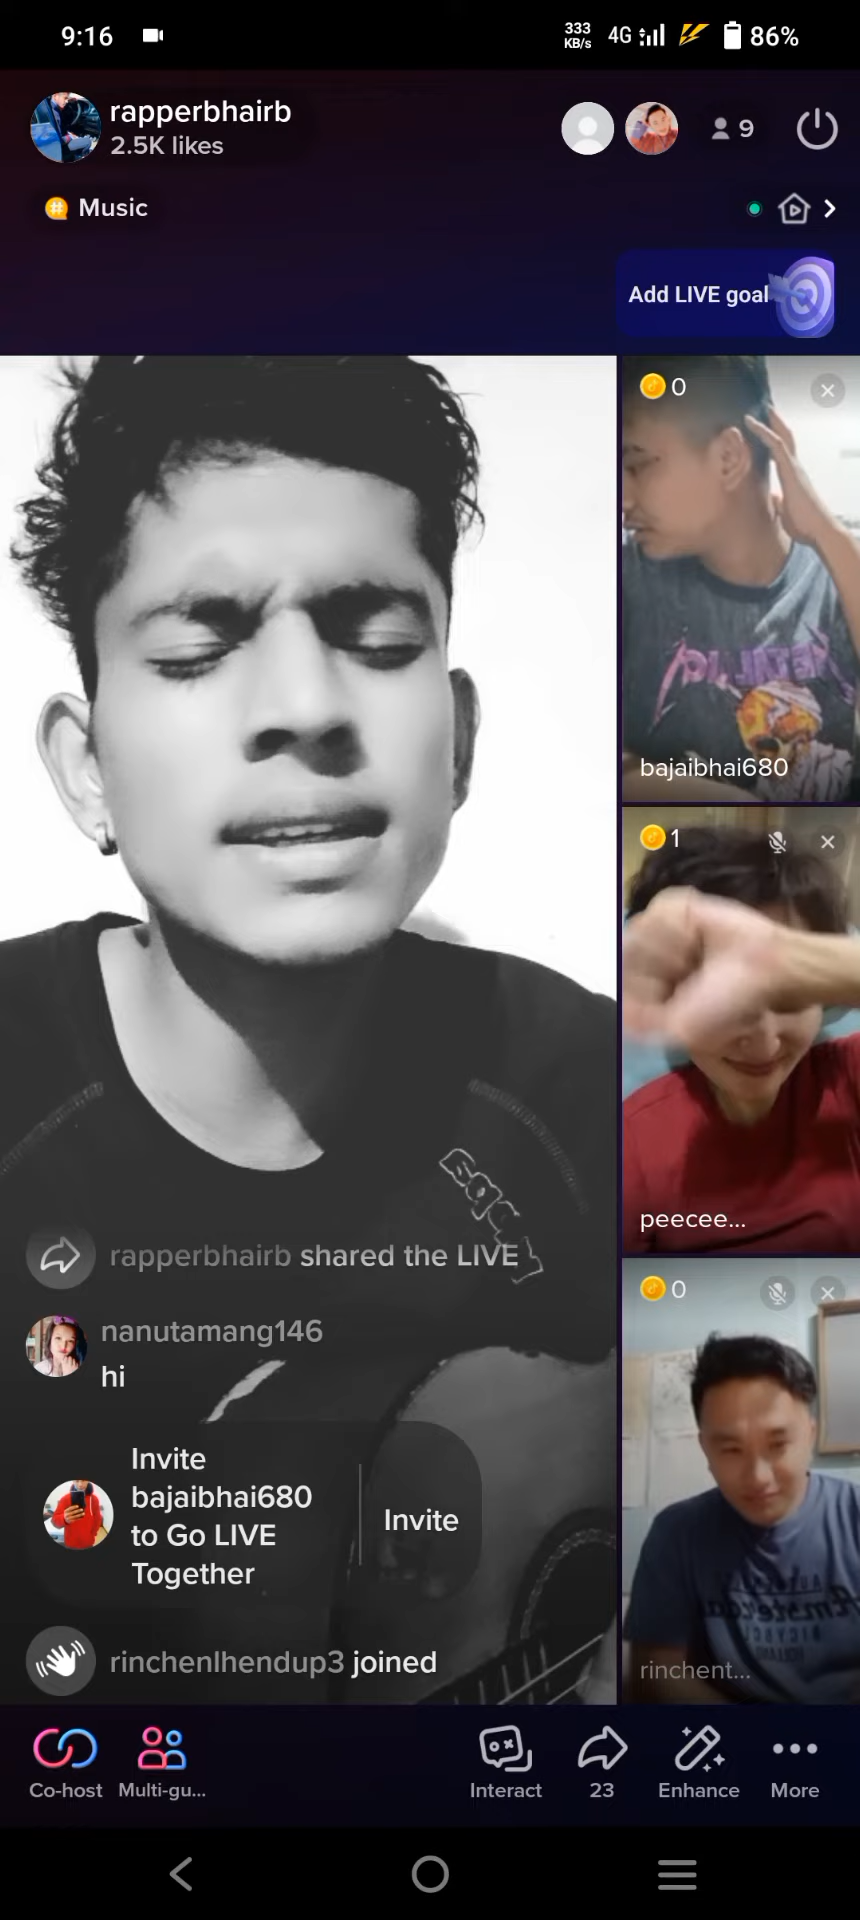 9:16
333
KB/s
4G
86%
rapperbhairb
2.5K likes
9
Music
Add LIVE goal
0
bajaibhai680
1
peecee...
0
rinchent...
rapperbhairb shared the LIVE
nanutamang146
hi
Invite
bajaibhai680
to Go LIVE
Together
Invite
rinchenlhendup3 joined
Co-host
Multi-gu...
Interact
23
Enhance
More